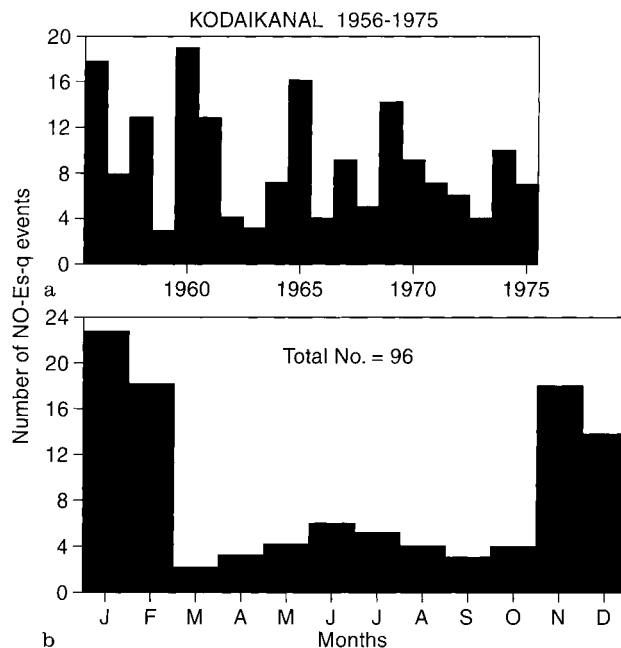 KODAIKANAL 1956-1975
Number of NO-Es-q events
20
16
12
8
4
0
a
1960 1965 1970 1975
24
Total No. = 96
20
16
12
8
4
0
J F M A M J J A S O N D
b
Months